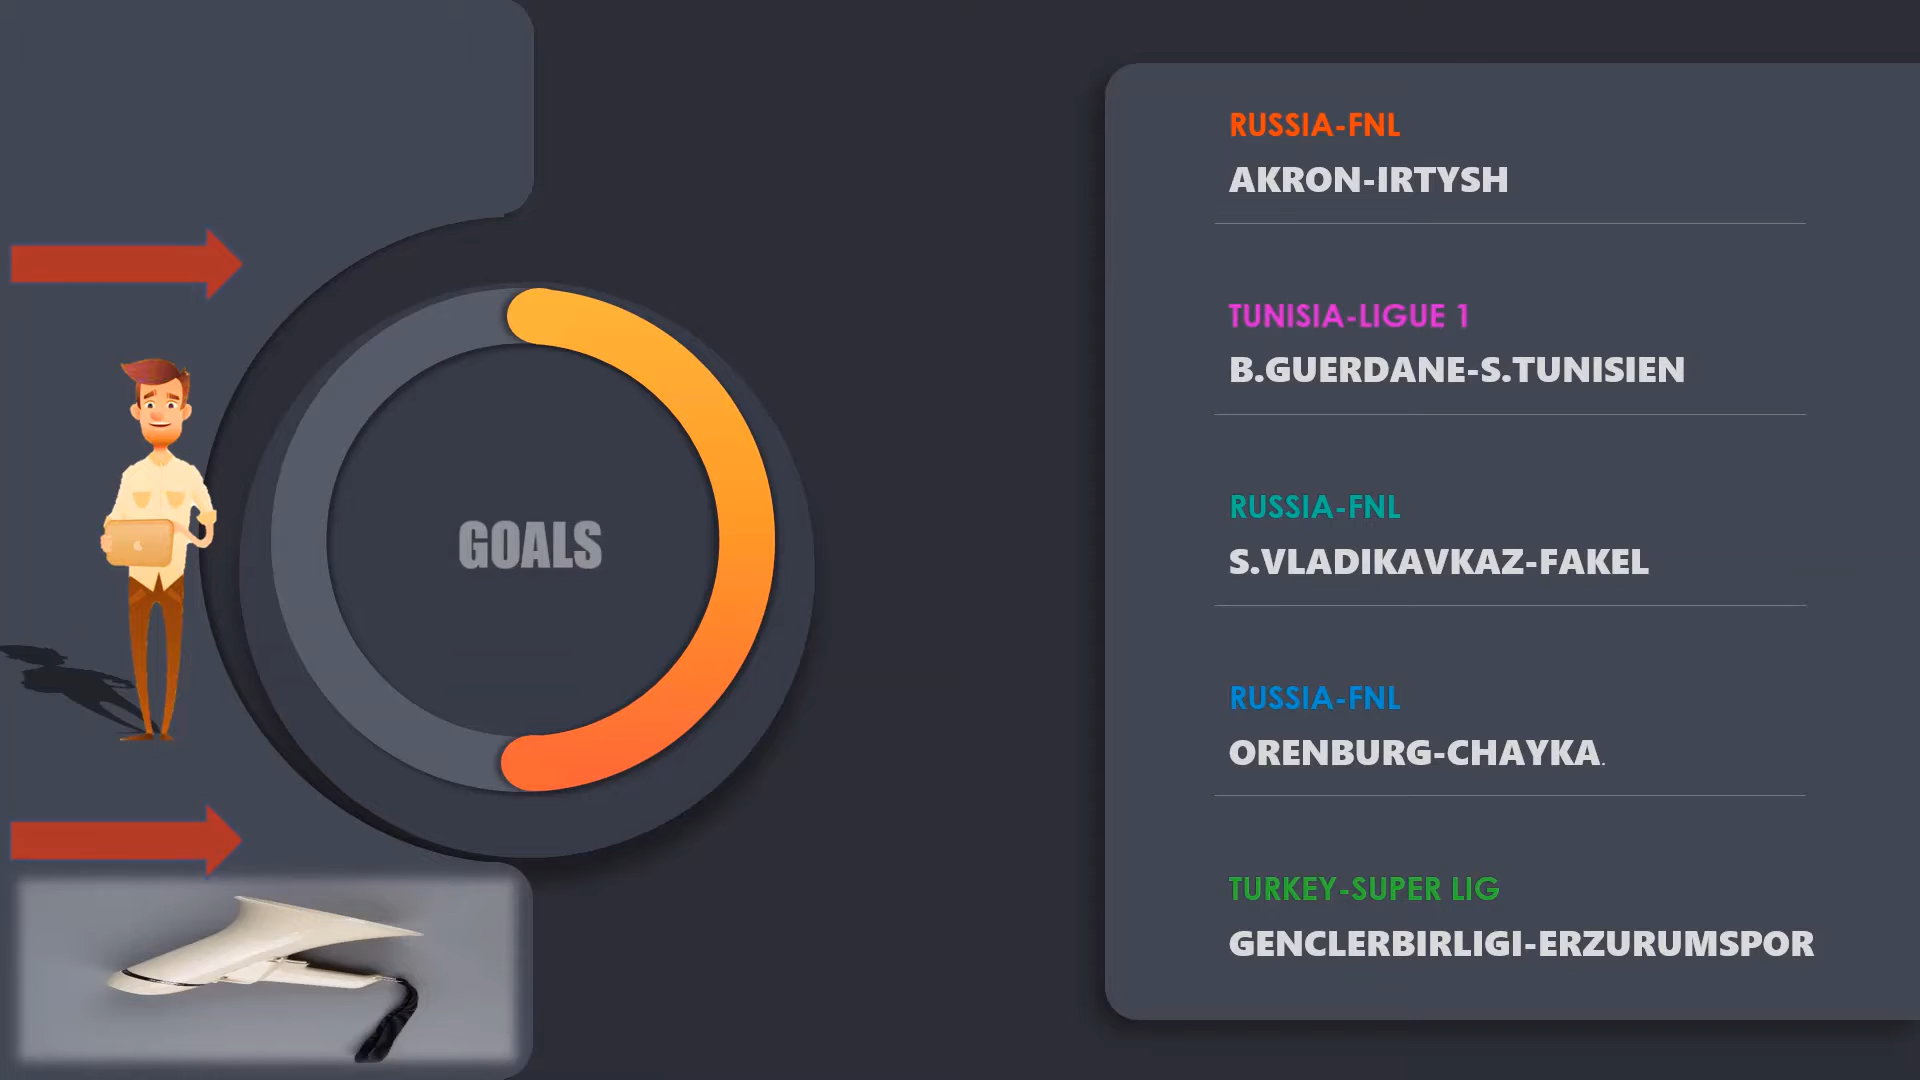 GOALS
RUSSIA-FNL
AKRON-IRTYSH
TUNISIA-LIGUE 1
B.GUERDANE-S.TUNISIEN
RUSSIA-FNL
S.VLADIKAVKAZ-FAKEL
RUSSIA-FNL
ORENBURG-CHAYKA.
TURKEY-SUPER LIG
GENCLERBIRLIGI-ERZURUMSPOR